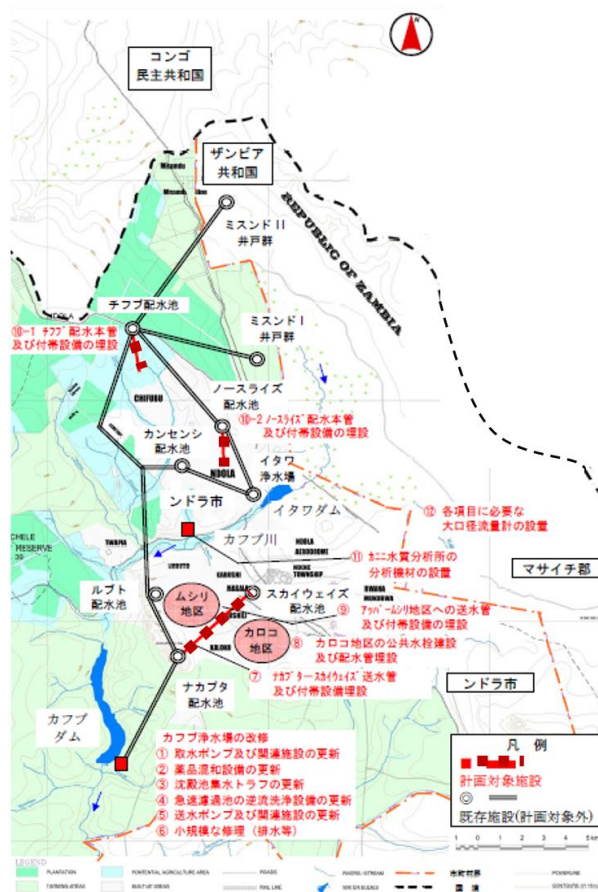 N
コンゴ
民主共和国
ザンビア
共和国
Misundu
ミスンドII
井戸群
REPUBLIC OF ZAMBIA
チフブ配水池
⑩-1 チフブ配水本管
及び付帯設備の埋設
ミスンドI
井戸群
CHIFUBU
ノースライズ
配水池
⑩-2 ノースライズ配水本管
及び付帯設備の埋設
カンセンシ
配水池
NDOLA
イタワ
浄水場
ンドラ市
イタワダム
⑫ 各項目に必要な
大口径流量計の設置
カフブ川
TWAPIA
NDOLA
AERODROME
⑪ カニニ水質分析所の
分析機材の設置
マサイチ郡
ルブト
配水池
ムシリ
地区
スカイウェイズ
配水池
⑨
アッパームシリ地区への送水管
及び付帯設備の埋設
カロコ
地区
⑧ カロコ地区の公共水栓建設
及び配水管埋設
⑦ ナカプタースカイウェイズ送水管
及び付帯設備埋設
ナカプタ
配水池
ンドラ市
カフブ
ダム
カフブ浄水場の改修
① 取水ポンプ及び関連施設の更新
② 薬品混和設備の更新
③ 沈殿池集水トラフの更新
④ 急速濾過池の逆流洗浄設備の更新
⑤ 送水ポンプ及び関連施設の更新
⑥ 小規模な修理(排水等)
凡 例
計画対象施設
既存施設(計画対象外)
LEGEND
PLANTATION
ROADS
RAIL LINE
市町村界
国 境